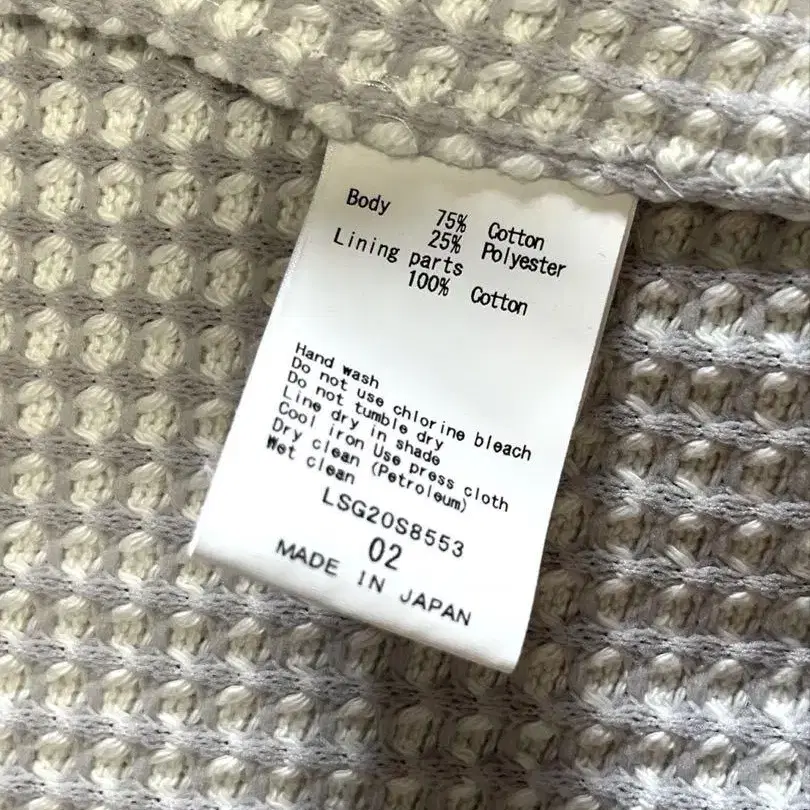 Body
75% Cotton
25% Polyester
Lining parts
100% Cotton
Hand wash
Do not use chlorine bleach
Do not tumble dry
Line dry in shade
Cool iron Use press cloth
Dry clean (Petroleum)
Wet clean
LSG20S8553
02
MADE IN JAPAN